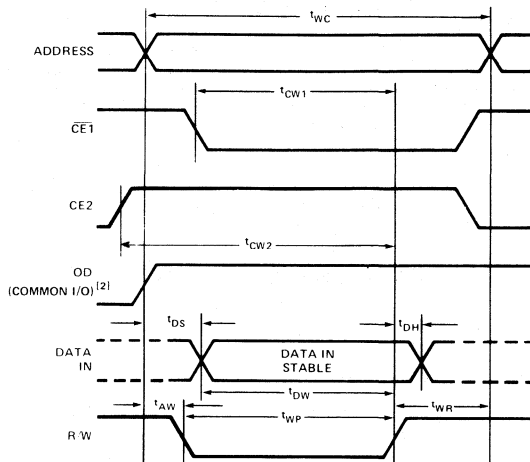 tWC
ADDRESS
tCW1
CE1
CE2
tCW2
OD
(COMMON I/O)[2]
tDS
tDH
DATA
IN
DATA IN
STABLE
tDW
tAW
tWP
tWR
R/W